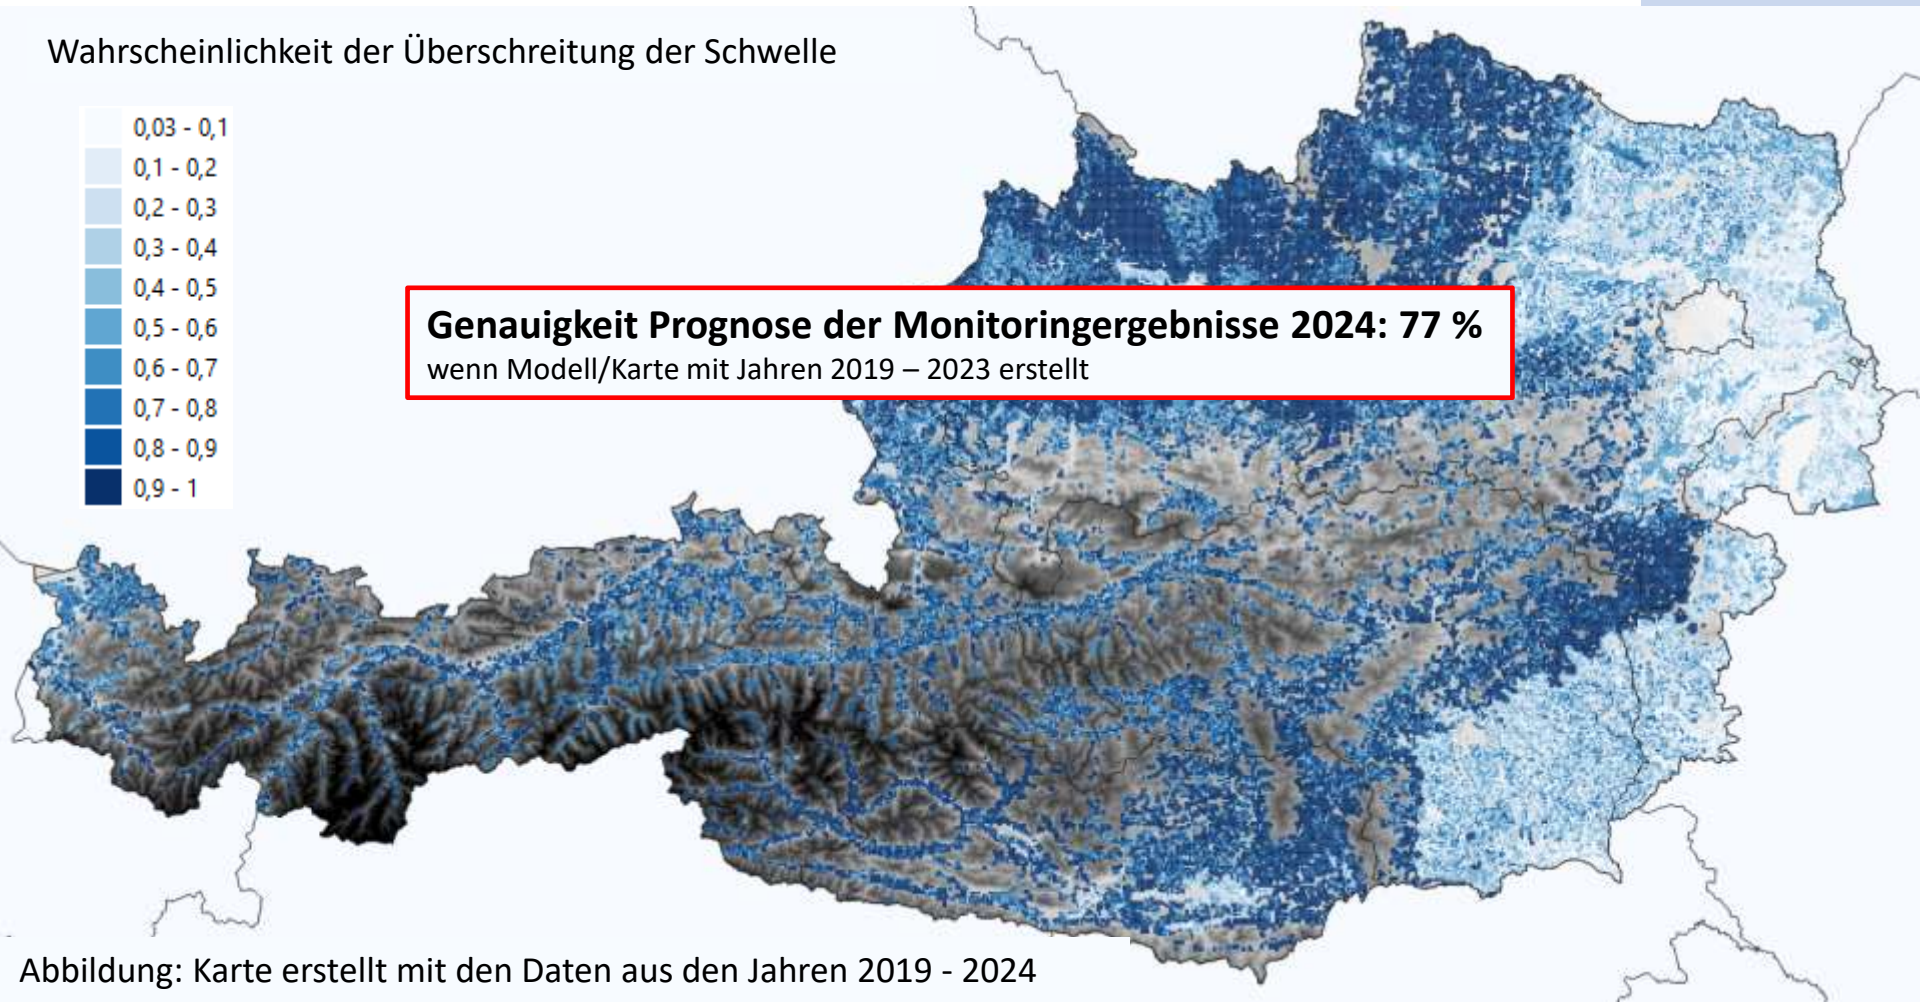 Wahrscheinlichkeit der Überschreitung der Schwelle
0,03 - 0,1
0,1 - 0,2
0,2 - 0,3
0,3 - 0,4
0,4 - 0,5
0,5 - 0,6
0,6 - 0,7
0,7 - 0,8
0,8 - 0,9
0,9 - 1
Genauigkeit Prognose der Monitoringergebnisse 2024: 77 %
wenn Modell/Karte mit Jahren 2019 – 2023 erstellt
Abbildung: Karte erstellt mit den Daten aus den Jahren 2019 - 2024